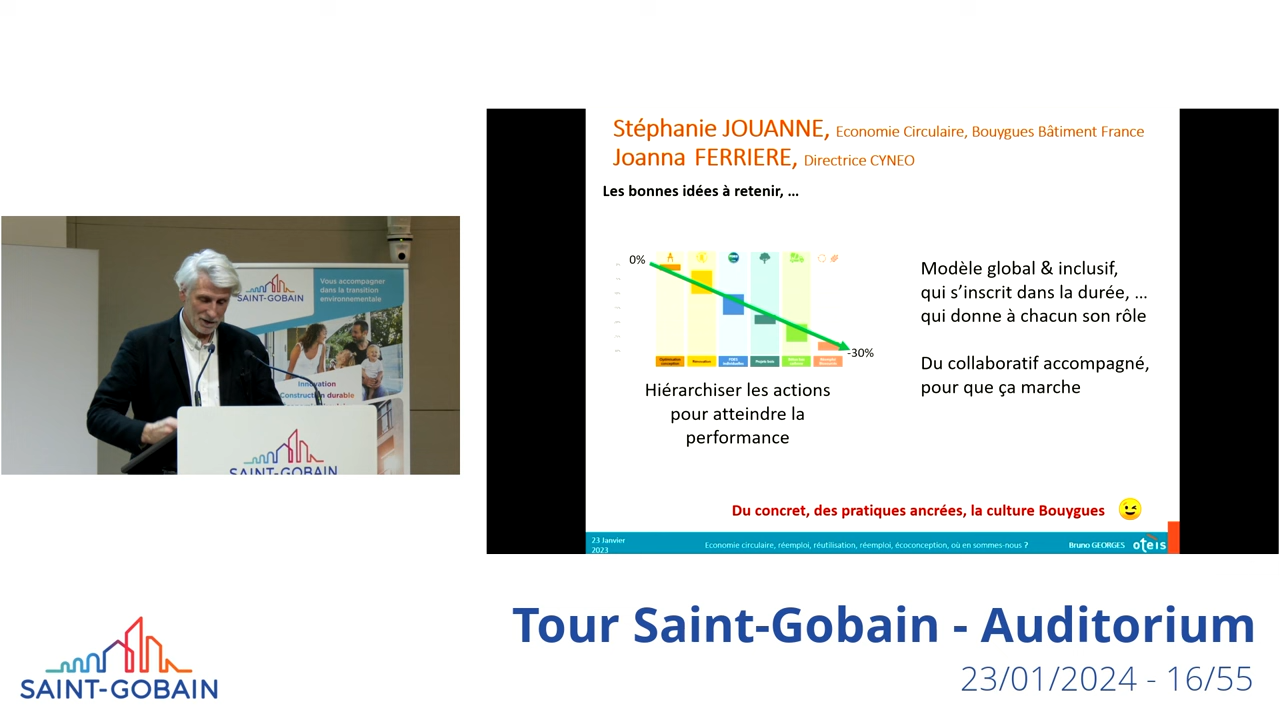 Stéphanie JOUANNE, Economie Circulaire, Bouygues Bâtiment France
Joanna FERRIERE, Directrice CYNEO
Les bonnes idées à retenir, ...
0%
-30%
Hiérarchiser les actions
pour atteindre la
performance
Modèle global & inclusif,
qui s'inscrit dans la durée, ...
qui donne à chacun son rôle
Du collaboratif accompagné,
pour que ça marche
Du concret, des pratiques ancrées, la culture Bouygues
23 Janvier
2023
Economie circulaire, réemploi, réutilisation, réemploi, écoconception, où en sommes-nous ?
Bruno GEORGES
oteis
SAINT-GOBAIN
Vous accompagner
dans la transition
environnementale
Innovation
Construction durable
SAINT-GOBAIN
SAINT-GOBAIN
Tour Saint-Gobain - Auditorium
23/01/2024 - 16/55